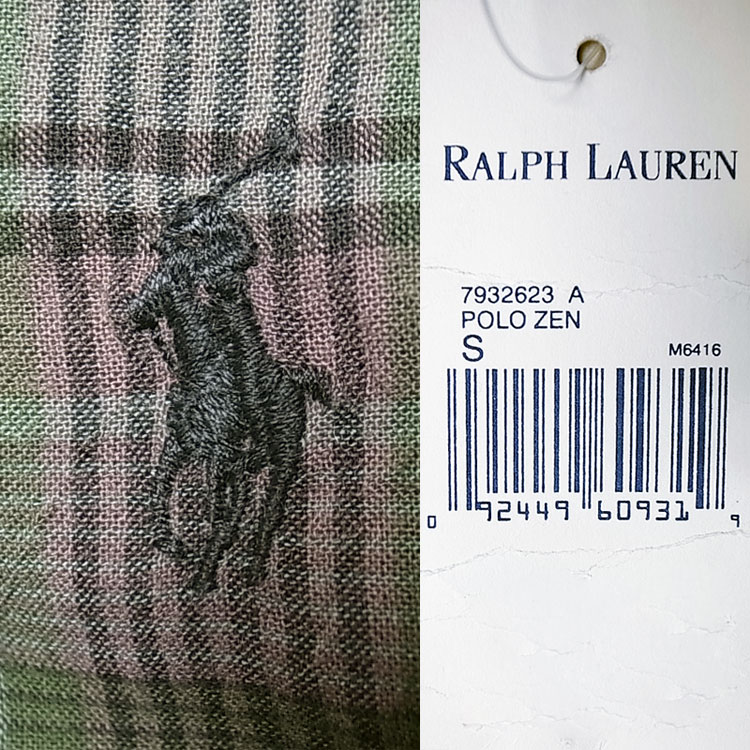 RALPH LAUREN
7932623 A
POLO ZEN
S
M6416
0 92449 60931 9